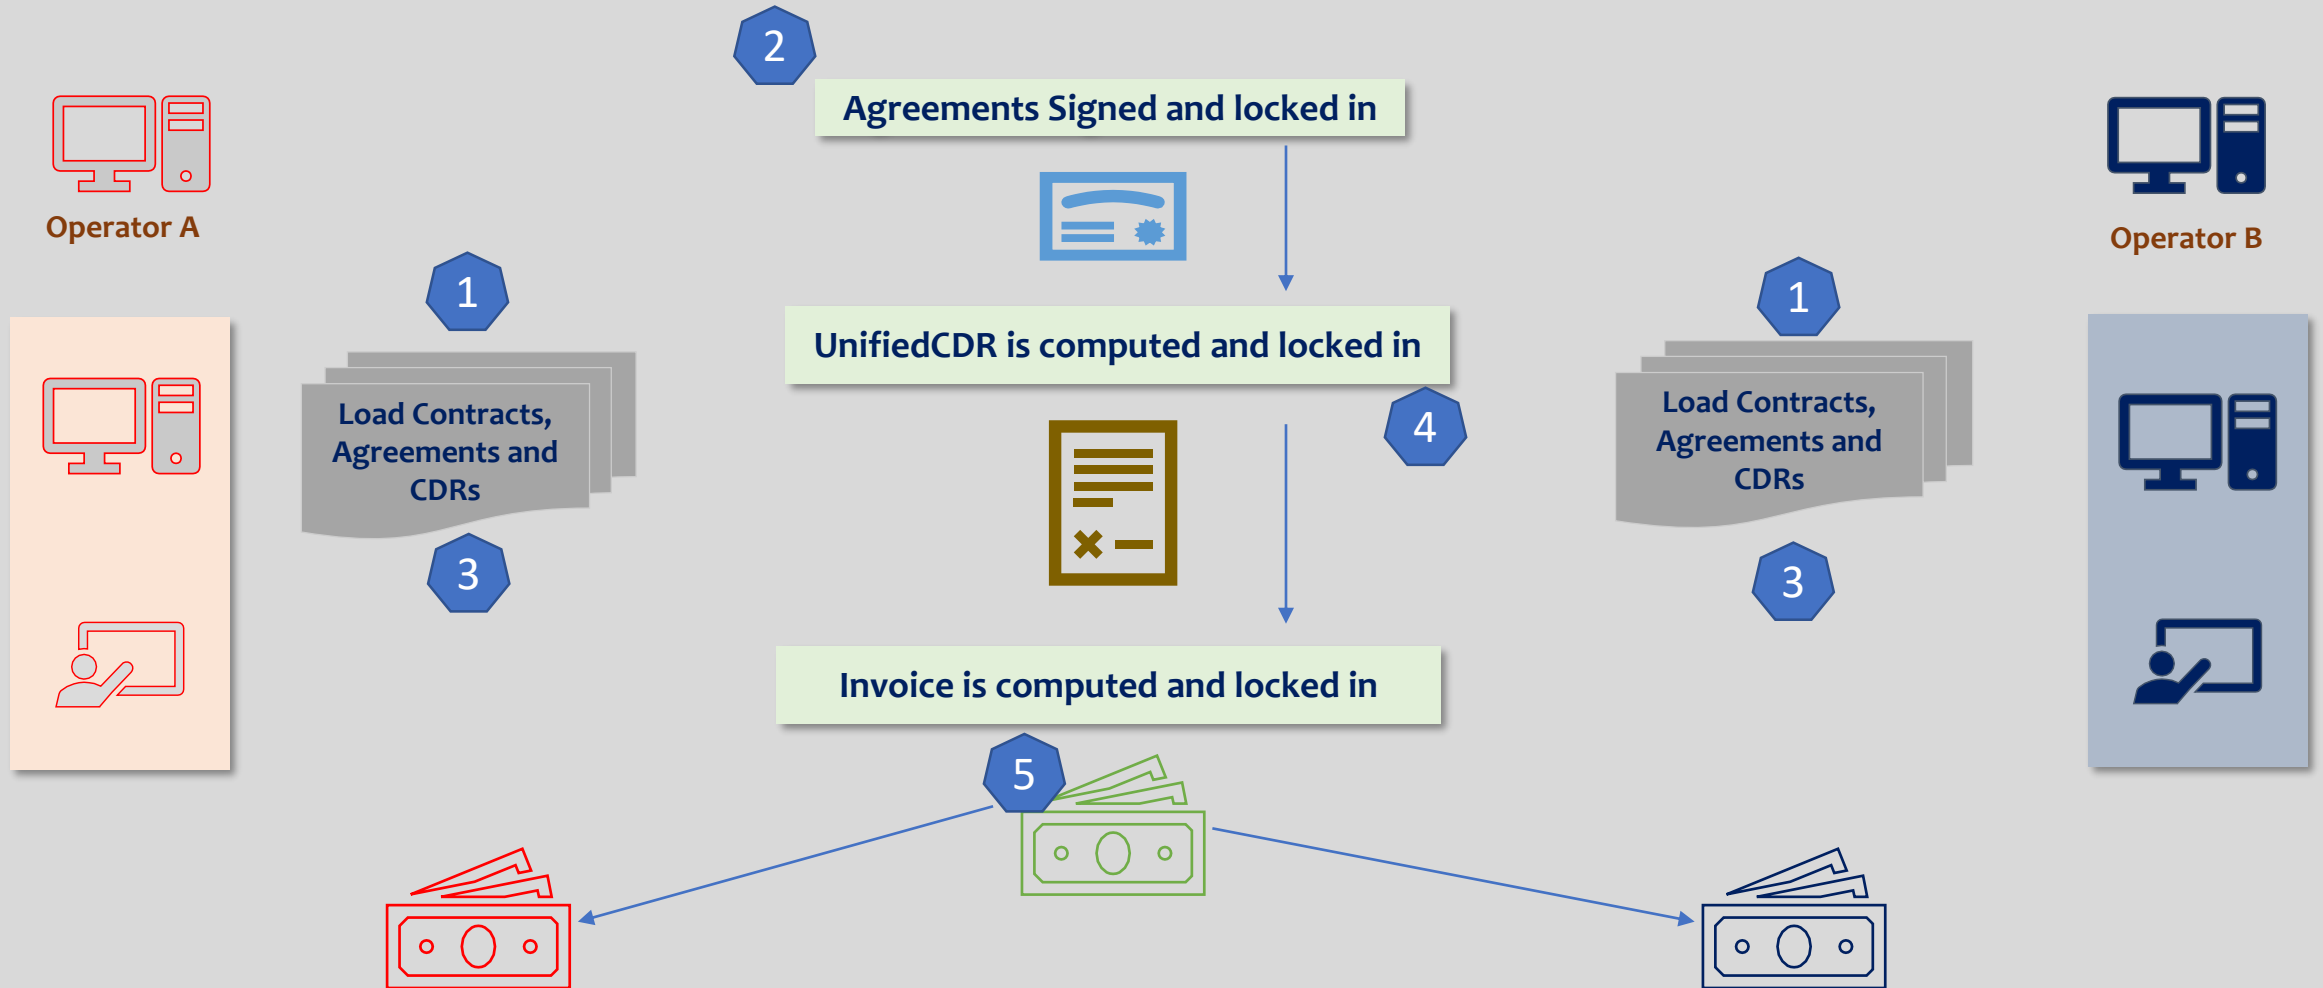 2
Agreements Signed and locked in
Operator A
Operator B
1
1
UnifiedCDR is computed and locked in
Load Contracts,
Agreements and
CDRs
4
Load Contracts,
Agreements and
CDRs
3
3
Invoice is computed and locked in
5